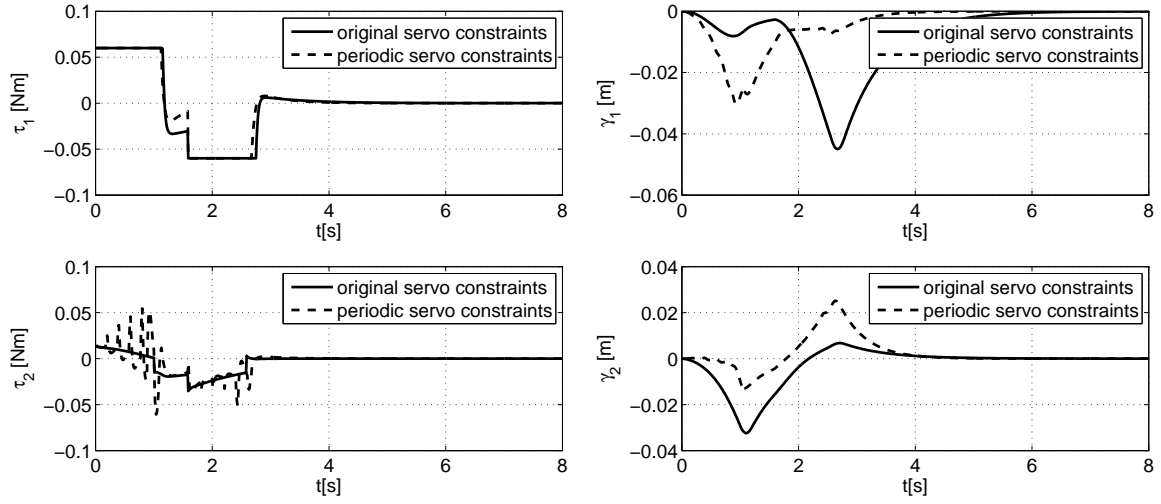 0.1
0.05
0
−0.05
−0.1
τ1 [Nm]
0 2 4 6 8
t[s]
original servo constraints
periodic servo constraints
0
−0.02
−0.04
−0.06
γ1 [m]
0 2 4 6 8
t[s]
original servo constraints
periodic servo constraints
0.1
0.05
0
−0.05
−0.1
τ2 [Nm]
0 2 4 6 8
t[s]
original servo constraints
periodic servo constraints
0.04
0.02
0
−0.02
−0.04
γ2 [m]
0 2 4 6 8
t[s]
original servo constraints
periodic servo constraints